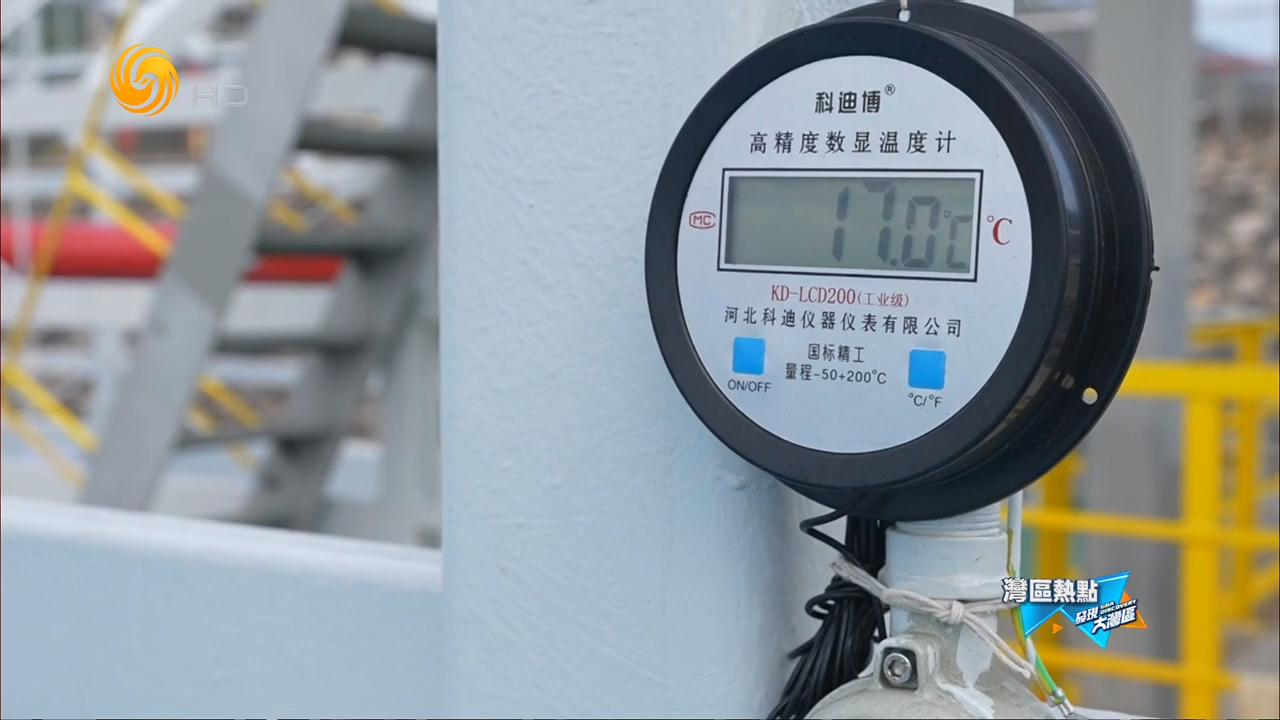 HD
科迪博®
高精度数显温度计
MC
17.0℃
℃
KD-LCD200(工业级)
河北科迪仪器仪表有限公司
国标精工
量程-50+200℃
ON/OFF
℃/℉
灣區熱點
發現
GBA DISCOVERY
大灣區